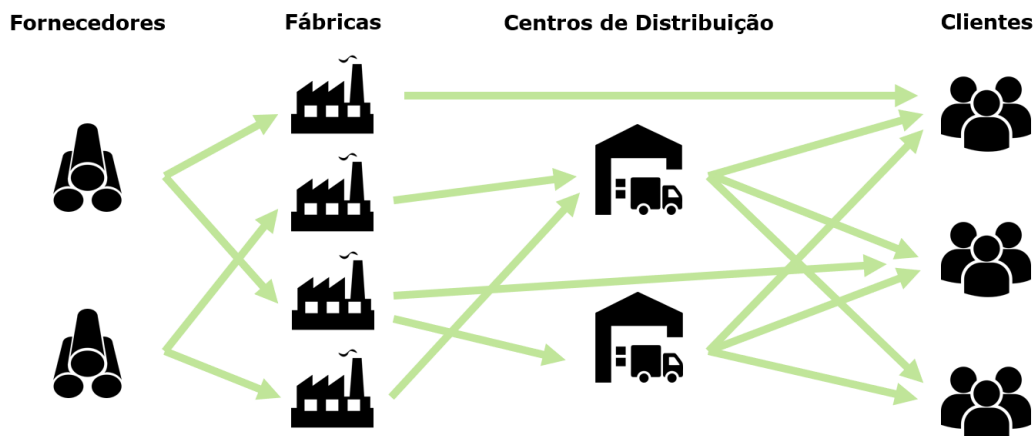 Fornecedores
Fábricas
Centros de Distribuição
Clientes